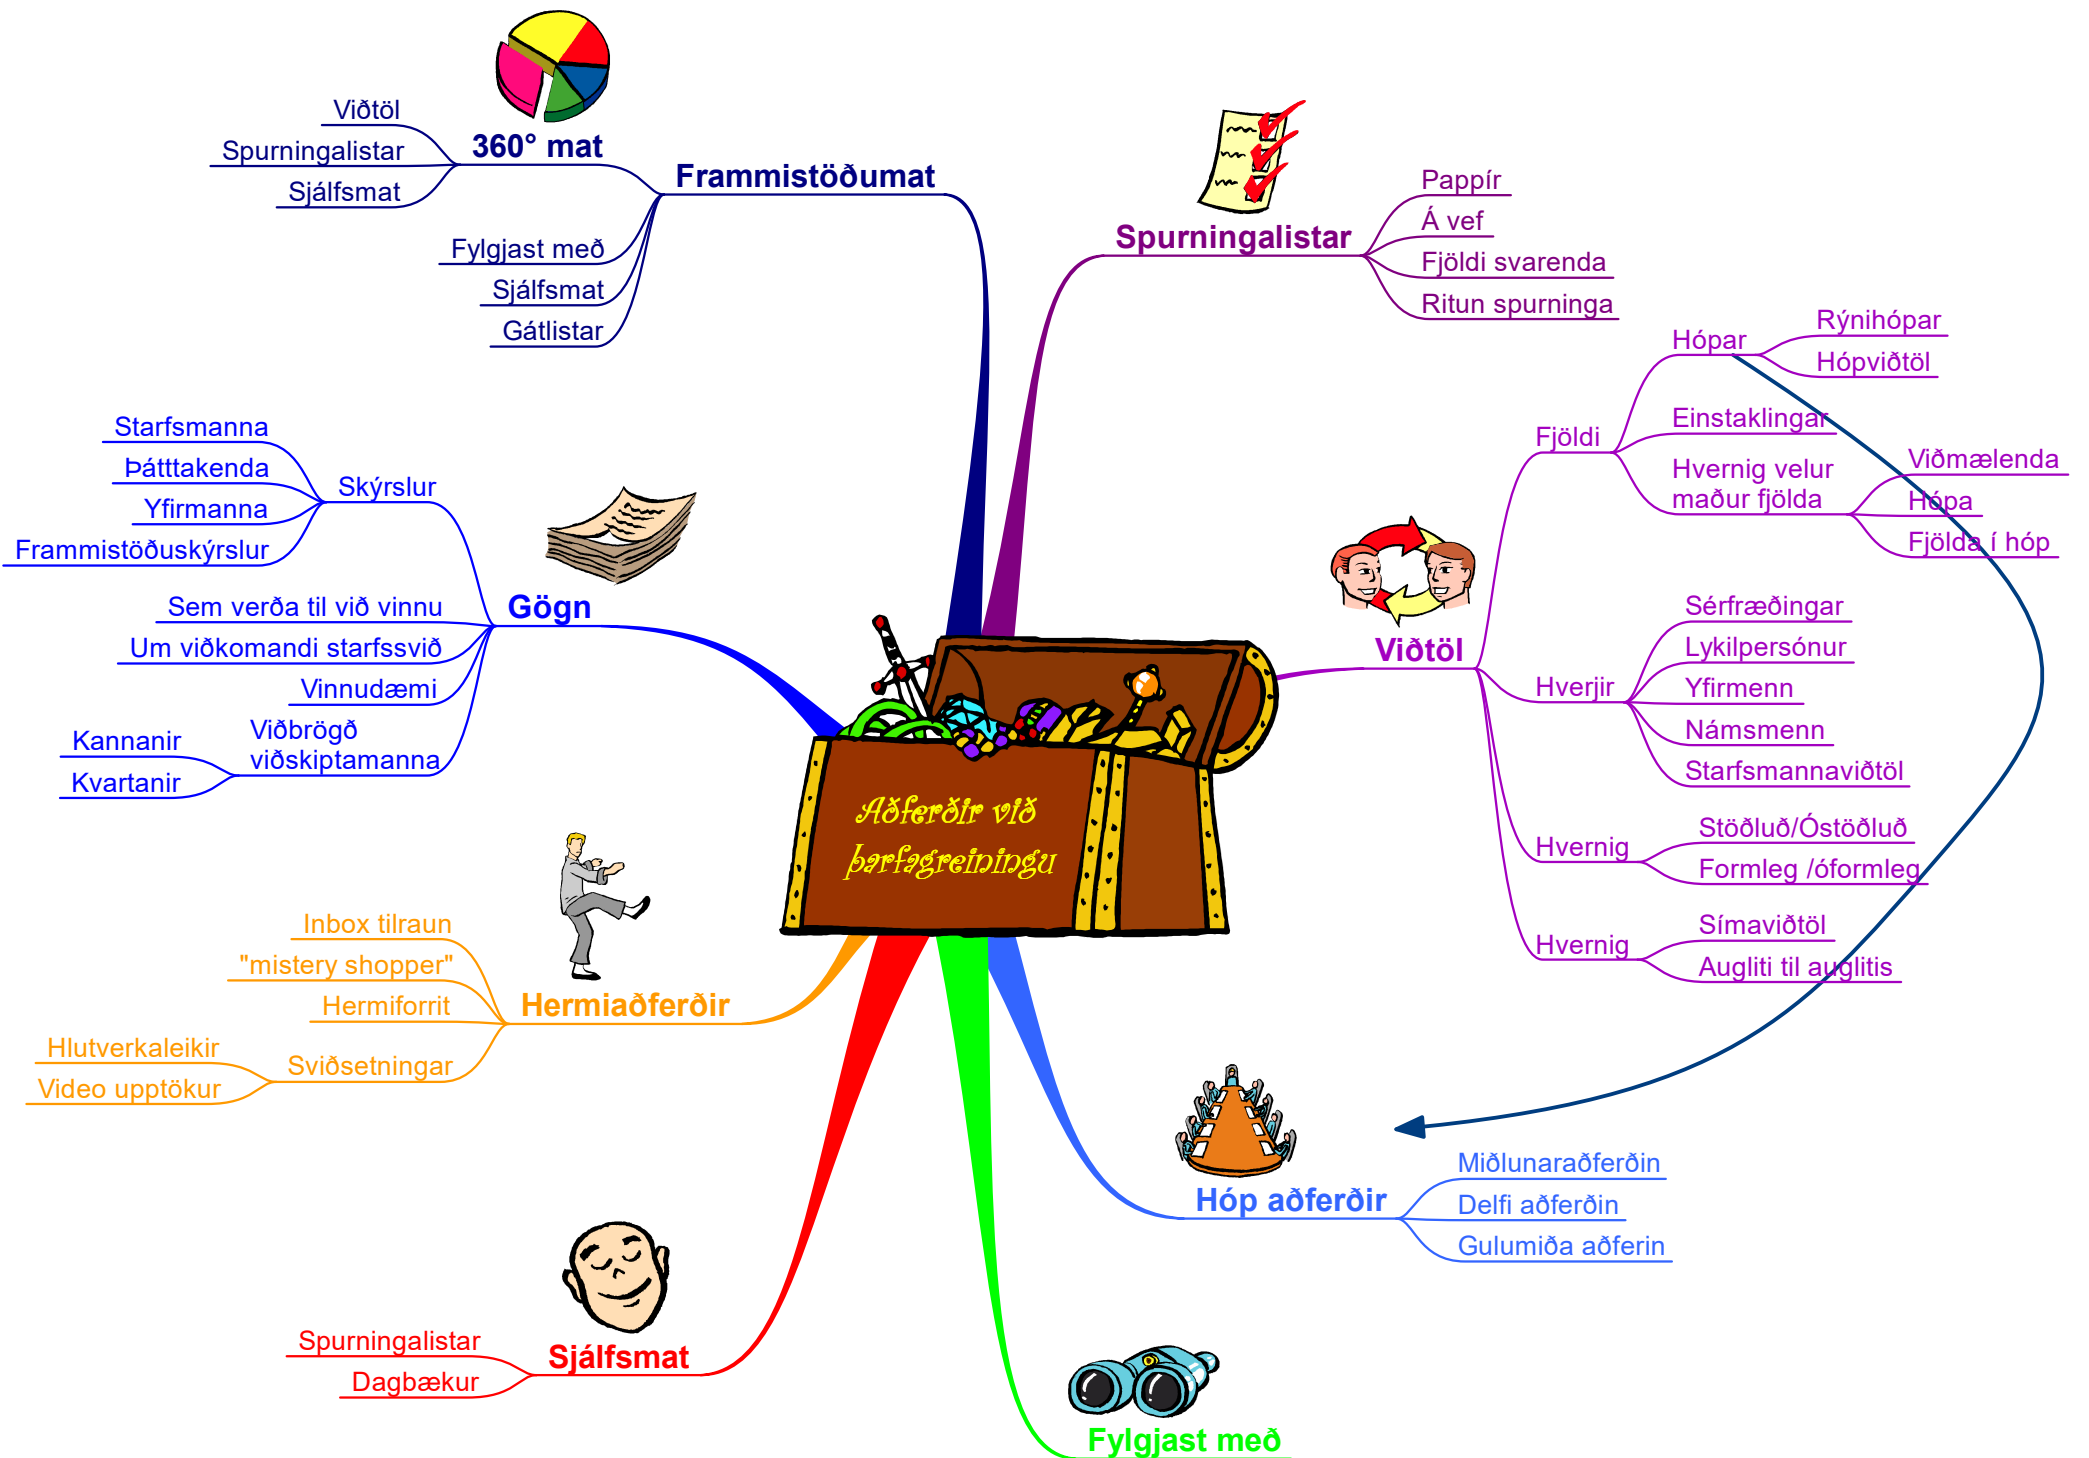 Aðferðir við
þarfagreiningu
Spurningalistar
Pappír
Á vef
Fjöldi svarenda
Ritun spurninga
Viðtöl
Fjöldi
Hópar
Rýnihópar
Hópviðtöl
Einstaklingar
Hvernig velur
maður fjölda
Viðmælenda
Hópa
Fjölda í hóp
Hverjir
Sérfræðingar
Lykilpersónur
Yfirmenn
Námsmenn
Starfsmannaviðtöl
Hvernig
Stöðluð/Óstöðluð
Formleg /óformleg
Hvernig
Símaviðtöl
Augliti til auglitis
Hóp aðferðir
Miðlunaraðferðin
Delfi aðferðin
Gulumiða aðferin
Fylgjast með
Sjálfsmat
Spurningalistar
Dagbækur
Hermiaðferðir
Inbox tilraun
"mistery shopper"
Hermiforrit
Sviðsetningar
Hlutverkaleikir
Video upptökur
Gögn
Skýrslur
Starfsmanna
Þátttakenda
Yfirmanna
Frammistöðuskýrslur
Sem verða til við vinnu
Um viðkomandi starfssvið
Vinnudæmi
Viðbrögð
viðskiptamanna
Kannanir
Kvartanir
Frammistöðumat
360° mat
Viðtöl
Spurningalistar
Sjálfsmat
Fylgjast með
Sjálfsmat
Gátlistar